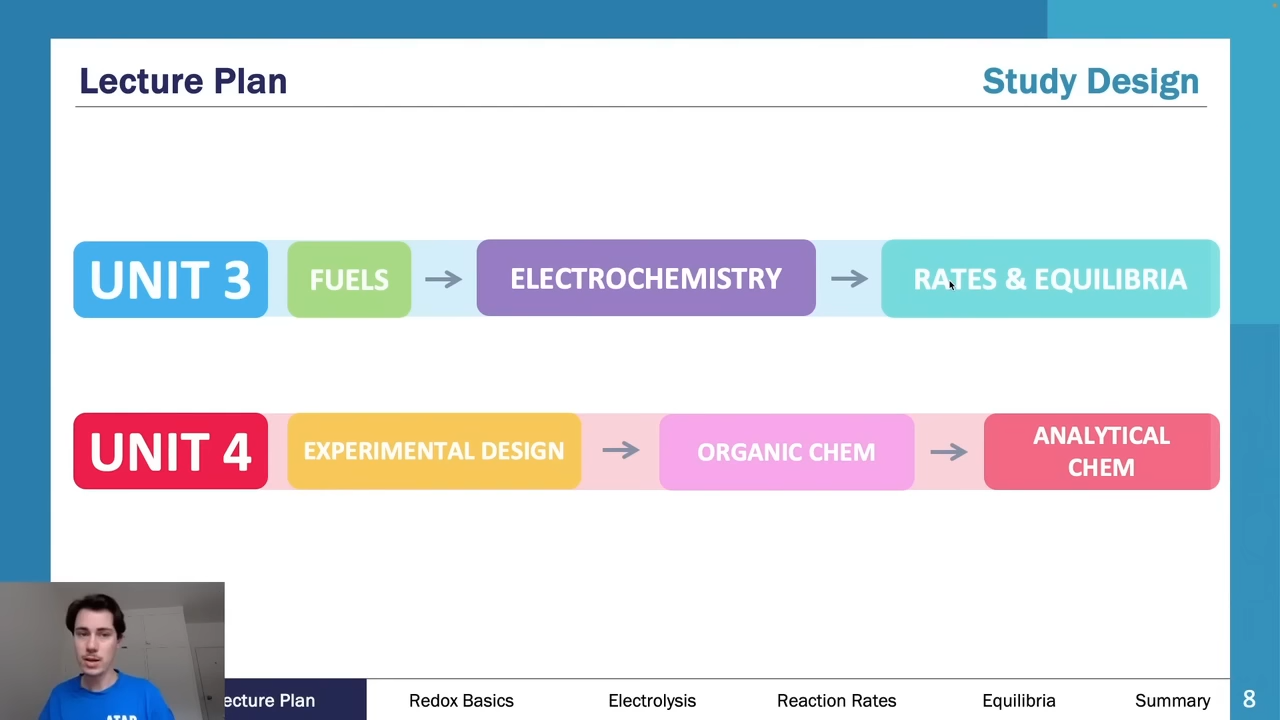 Lecture Plan
Study Design
UNIT 3
FUELS
ELECTROCHEMISTRY
RATES & EQUILIBRIA
UNIT 4
EXPERIMENTAL DESIGN
ORGANIC CHEM
ANALYTICAL
CHEM
ecture Plan
Redox Basics
Electrolysis
Reaction Rates
Equilibria
Summary
8